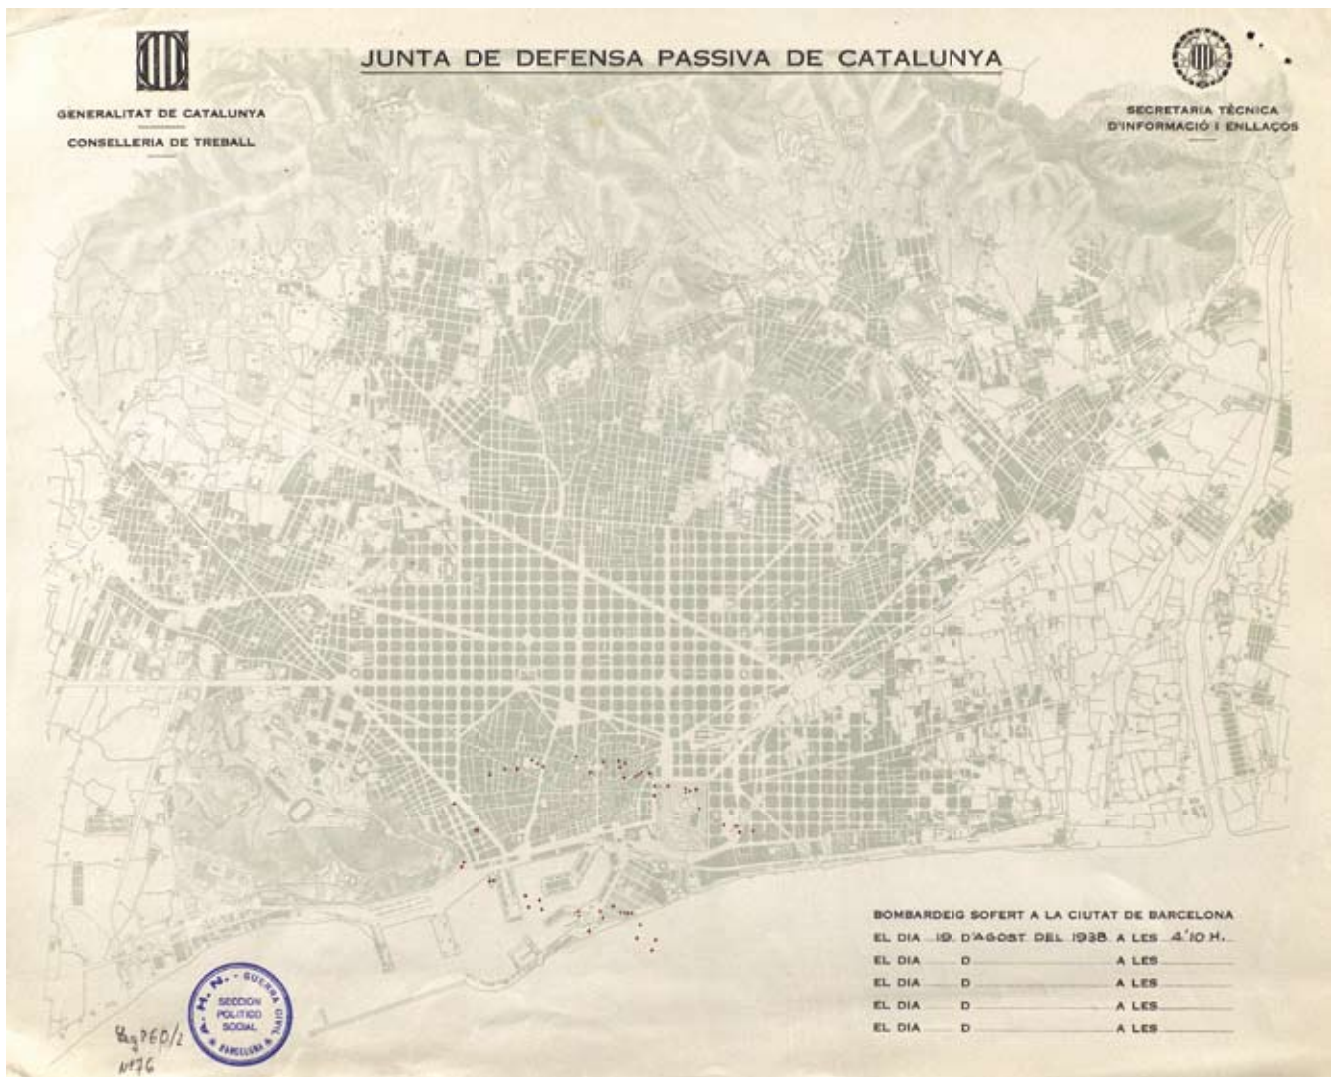 JUNTA DE DEFENSA PASSIVA DE CATALUNYA
GENERALITAT DE CATALUNYA
CONSELLERIA DE TREBALL
SECRETARIA TÈCNICA
D'INFORMACIÓ I ENLLAÇOS
BOMBARDEIG SOFERT A LA CIUTAT DE BARCELONA
EL DIA 19 D'AGOST DEL 1938 A LES 4'10 H.
EL DIA D A LES
EL DIA D A LES
EL DIA D A LES
EL DIA D A LES
A. H. N. - GUERRA CIVIL
SECCION
POLITICO
SOCIAL
BARCELONA
Nº 76